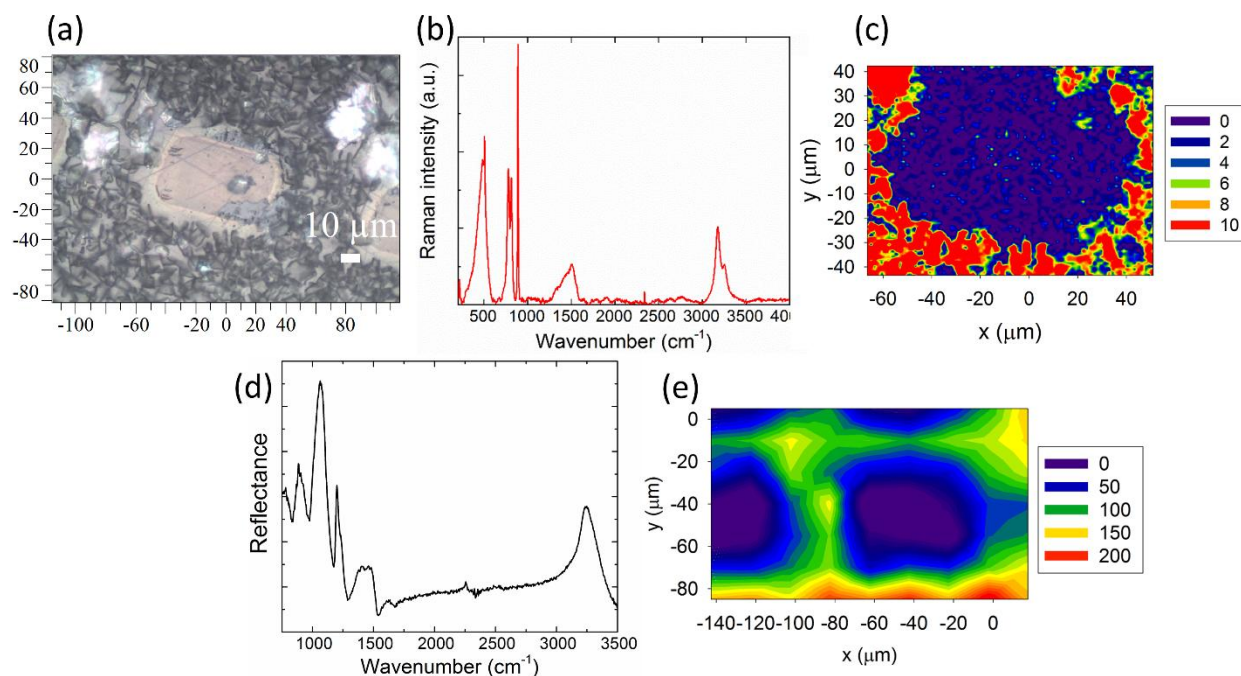 (a)
80
60
40
20
0
-20
-40
-80
10 µm
-100
-60
-20
0
20
40
80
(b)
Raman intensity (a.u.)
500 1000 1500 2000 2500 3000 3500 400
Wavenumber (cm-1)
(c)
40
30
20
10
0
-10
-20
-30
-40
y (µm)
-60 -40 -20 0 20 40
x (µm)
0
2
4
6
8
10
(d)
Reflectance
1000 1500 2000 2500 3000 3500
Wavenumber (cm-1)
(e)
0
-20
-40
-60
-80
y (µm)
-140 -120 -100 -80 -60 -40 -20 0
x (µm)
0
50
100
150
200